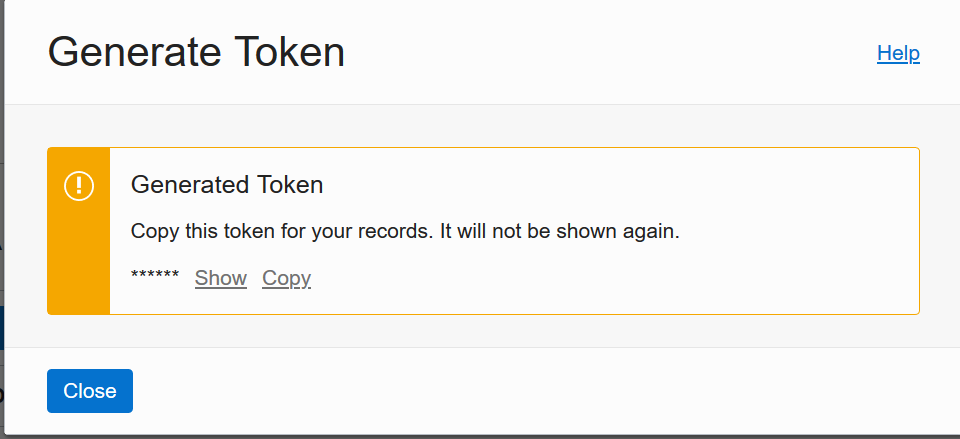 Generate Token
Help
Generated Token
Copy this token for your records. It will not be shown again.
****** Show Copy
Close